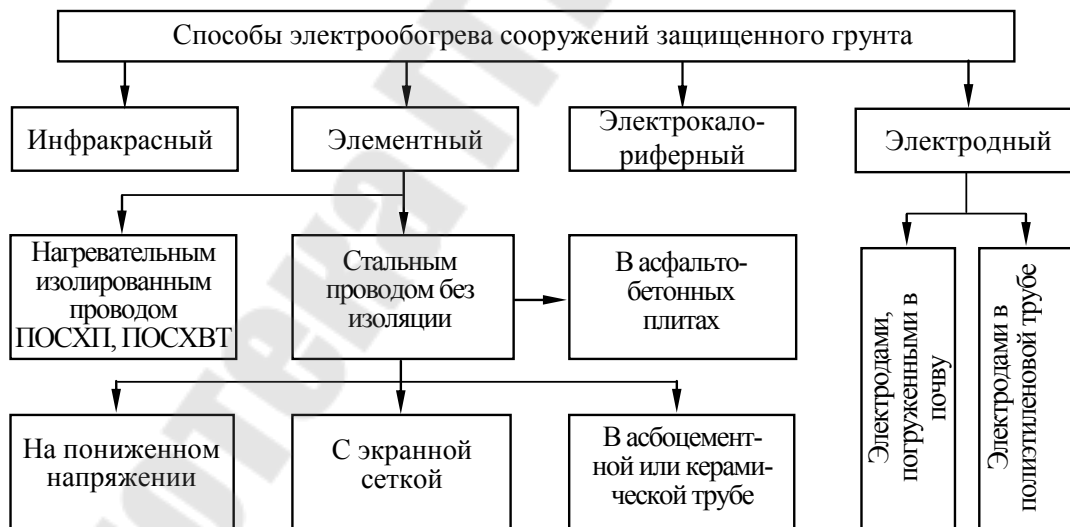 Способы электрообогрева сооружений защищенного грунта
Инфракрасный
Элементный
Электрокало-
риферный
Электродный
Нагревательным
изолированным
проводом
ПОСХП, ПОСХВТ
Стальным
проводом без
изоляции
В асфальто-
бетонных
плитах
Электродами,
погруженными в
почву
Электродами в
полиэтиленовой трубе
На пониженном
напряжении
С экранной
сеткой
В асбоцемент-
ной или керами-
ческой трубе